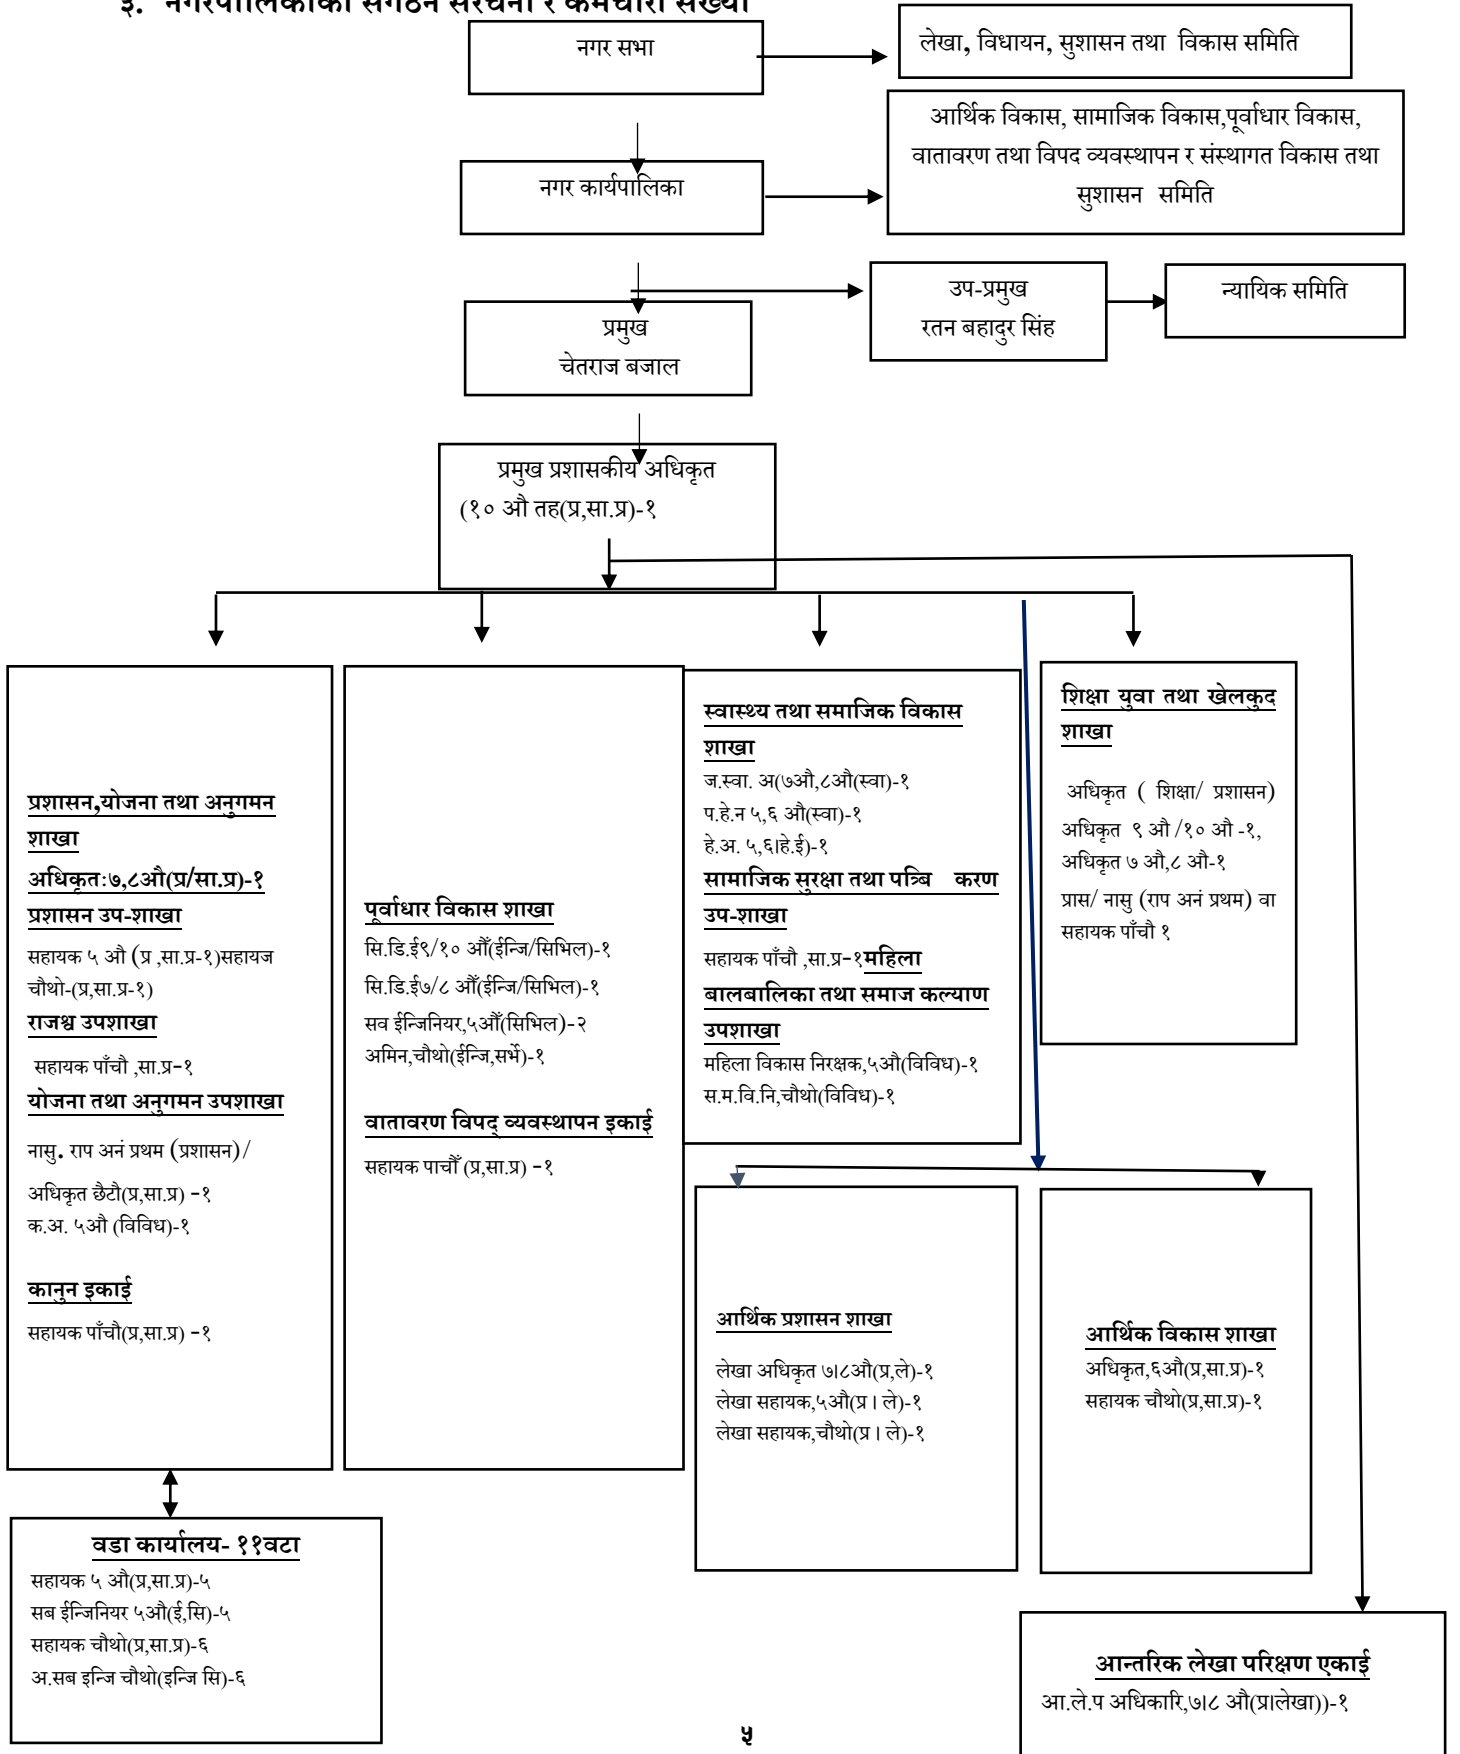 ३. नगरपालिकाको संगठन संरचना र कर्मचारी संख्या
नगर सभा
लेखा, विधायन, सुशासन तथा विकास समिति
आर्थिक विकास, सामाजिक विकास,पूर्वाधार विकास,
वातावरण तथा विपद व्यवस्थापन र संस्थागत विकास तथा
सुशासन समिति
नगर कार्यपालिका
उप-प्रमुख
रतन बहादुर सिंह
न्यायिक समिति
प्रमुख
चेतराज बजाल
प्रमुख प्रशासकीय अधिकृत
(१० औ तह(प्र,सा.प्र)-१
प्रशासन,योजना तथा अनुगमन
शाखा
अधिकृतः७,८औ(प्र/सा.प्र)-१
प्रशासन उप-शाखा
सहायक ५ औ (प्र ,सा.प्र-१)सहायज
चौथो-(प्र,सा.प्र-१)
राजश्व उपशाखा
सहायक पाँचौ ,सा.प्र-१
योजना तथा अनुगमन उपशाखा
नासु. राप अनं प्रथम (प्रशासन)/
अधिकृत छैटौ(प्र,सा.प्र) -१
क.अ. ५औ (विविध)-१
कानुन इकाई
सहायक पाँचौ(प्र,सा.प्र) -१
पूर्वाधार विकास शाखा
सि.डि.ई९/१० औँ(ईन्जि/सिभिल)-१
सि.डि.ई७/८ औँ(ईन्जि/सिभिल)-१
सव ईन्जिनियर,५औँ(सिभिल)-२
अमिन,चौथो(ईन्जि,सर्भे)-१
वातावरण विपद् व्यवस्थापन इकाई
सहायक पाचौँ (प्र,सा.प्र) -१
स्वास्थ्य तथा समाजिक विकास
शाखा
ज.स्वा. अ(७औ,८औ(स्वा)-१
प.हे.न ५,६ औ(स्वा)-१
हे.अ. ५,६।हे.ई)-१
सामाजिक सुरक्षा तथा पञ्बि करण
उप-शाखा
सहायक पाँचौ ,सा.प्र-१महिला
बालबालिका तथा समाज कल्याण
उपशाखा
महिला विकास निरक्षक,५औ(विविध)-१
स.म.वि.नि,चौथो(विविध)-१
शिक्षा युवा तथा खेलकुद
शाखा
अधिकृत ( शिक्षा/ प्रशासन)
अधिकृत ९ औ /१० औ -१,
अधिकृत ७ औ,८ औ-१
प्रास/ नासु (राप अनं प्रथम) वा
सहायक पाँचौ १
आर्थिक प्रशासन शाखा
लेखा अधिकृत ७।८औ(प्र,ले)-१
लेखा सहायक,५औ(प्र। ले)-१
लेखा सहायक,चौथो(प्र। ले)-१
आर्थिक विकास शाखा
अधिकृत,६औ(प्र,सा.प्र)-१
सहायक चौथो(प्र,सा.प्र)-१
वडा कार्यालय- ११वटा
सहायक ५ औ(प्र,सा.प्र)-५
सब ईन्जिनियर ५औ(ई,सि)-५
सहायक चौथो(प्र,सा.प्र)-६
अ.सब इन्जि चौथो(इन्जि सि)-६
आन्तरिक लेखा परिक्षण एकाई
आ.ले.प अधिकारि,७।८ औ(प्र।लेखा))-१
५